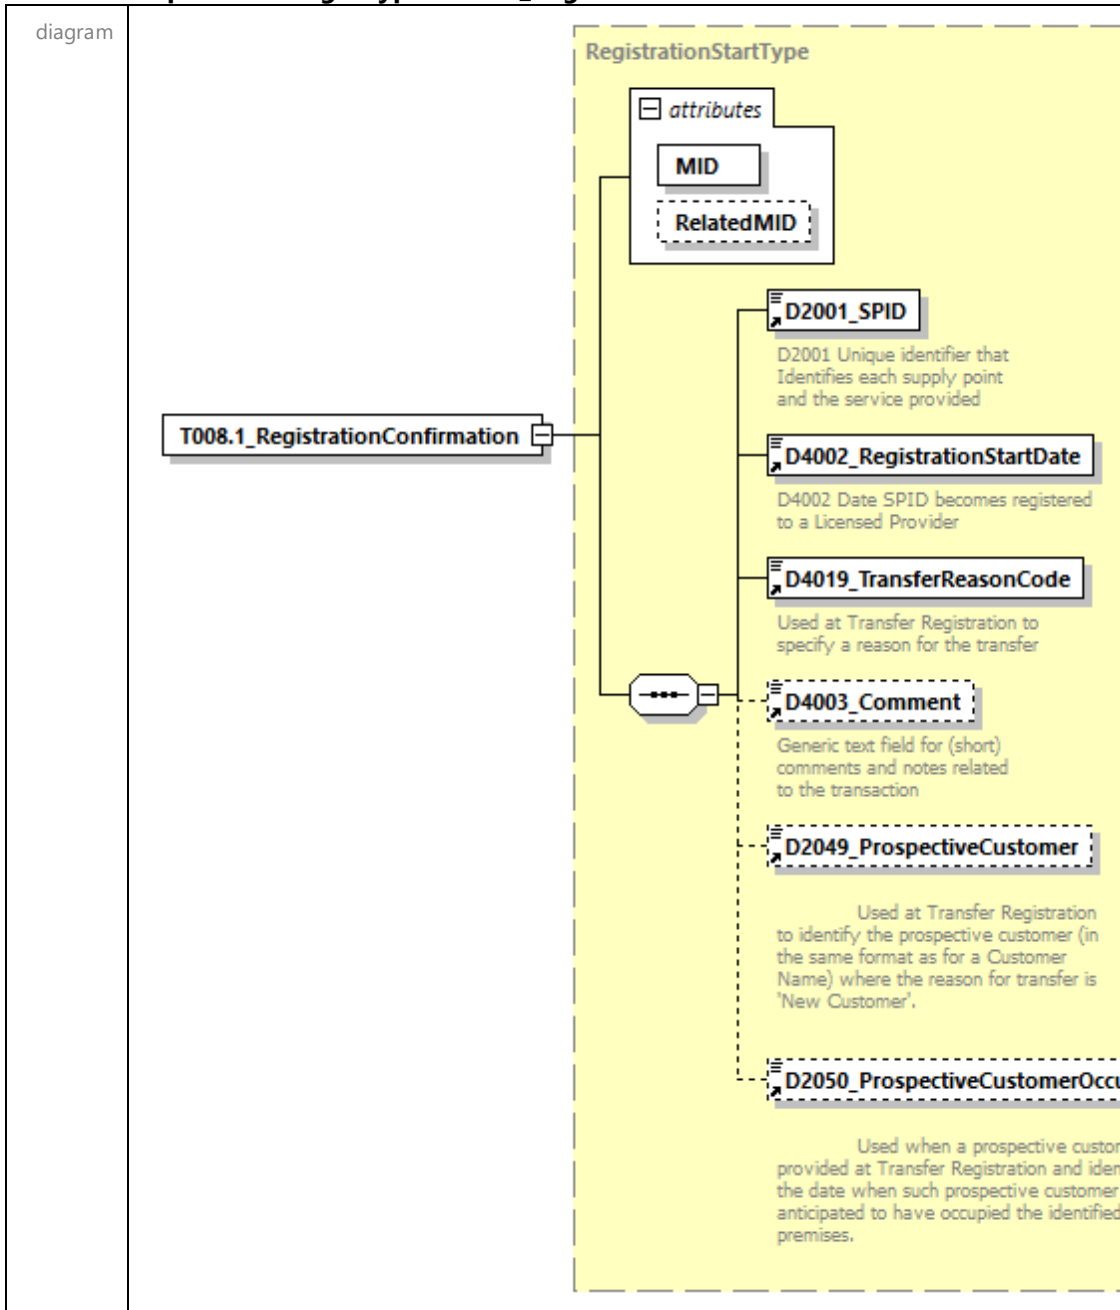 diagram
RegistrationStartType
attributes
MID
RelatedMID
D2001_SPID
D2001 Unique identifier that
Identifies each supply point
and the service provided
T008.1_RegistrationConfirmation
D4002_RegistrationStartDate
D4002 Date SPID becomes registered
to a Licensed Provider
D4019_TransferReasonCode
Used at Transfer Registration to
specify a reason for the transfer
D4003_Comment
Generic text field for (short)
comments and notes related
to the transaction
D2049_ProspectiveCustomer
Used at Transfer Registration
to identify the prospective customer (in
the same format as for a Customer
Name) where the reason for transfer is
'New Customer'.
D2050_ProspectiveCustomerOccu
Used when a prospective custom
provided at Transfer Registration and iden
the date when such prospective customer
anticipated to have occupied the identified
premises.